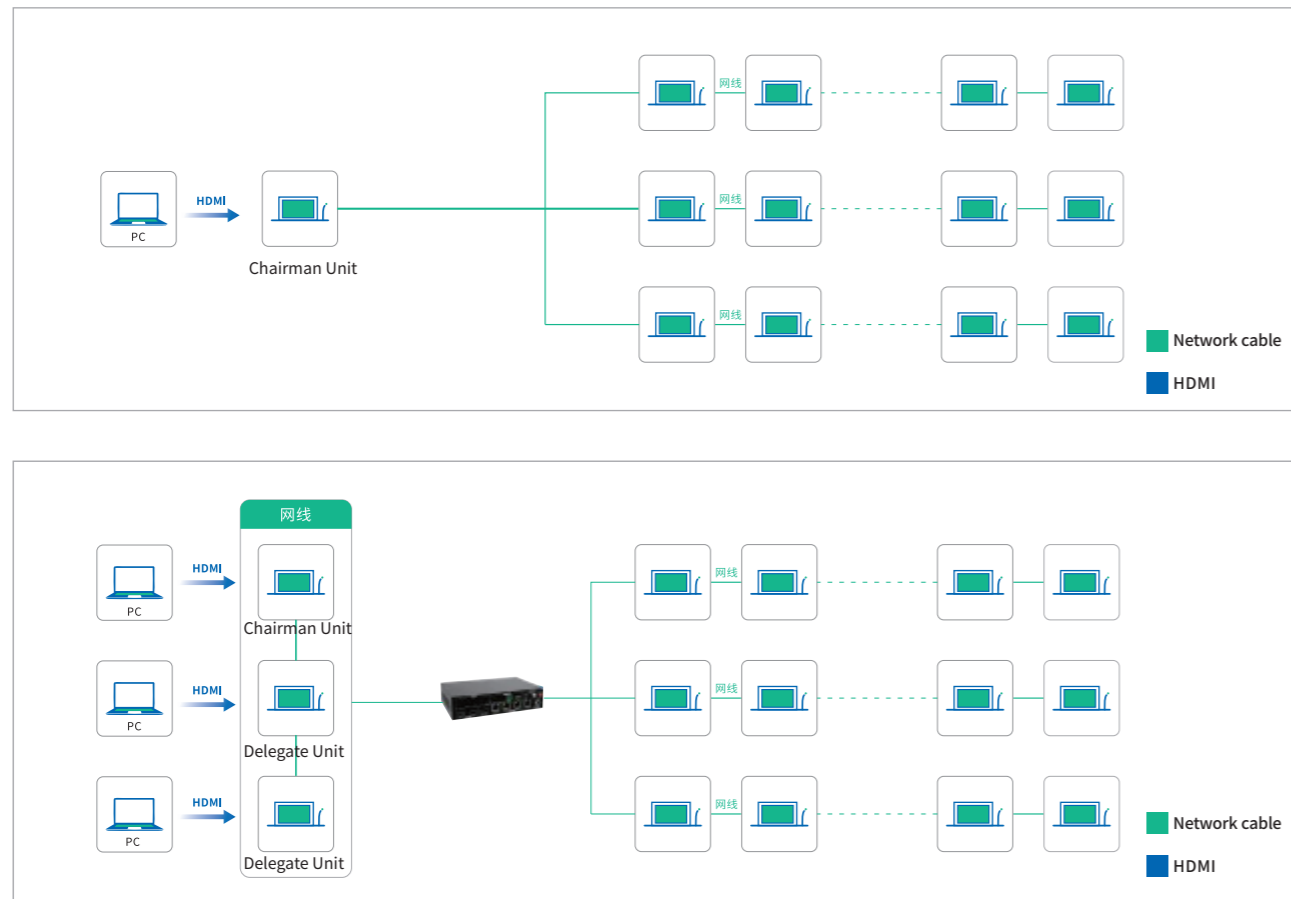 网线
HDMI
PC
网线
Chairman Unit
网线
Network cable
HDMI
网线
HDMI
PC
Chairman Unit
网线
HDMI
PC
Delegate Unit
网线
HDMI
PC
Delegate Unit
网线
Network cable
HDMI